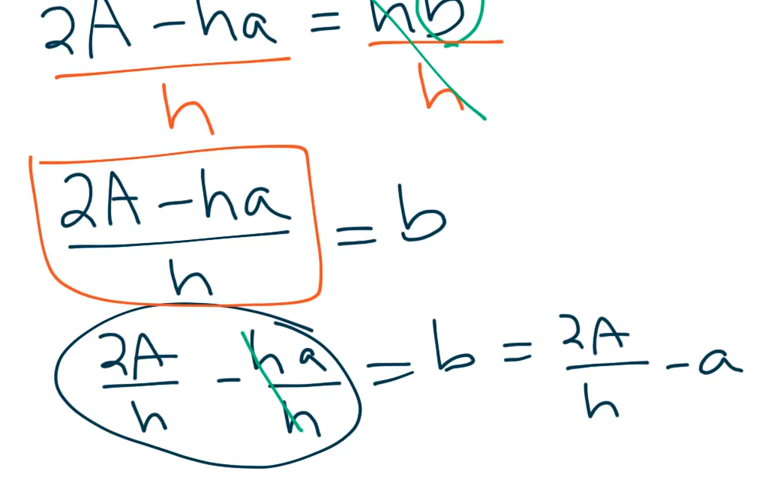 2A - ha = hb
h h
2A - ha = b
h
2A - ha = b = 2A - a
h h h